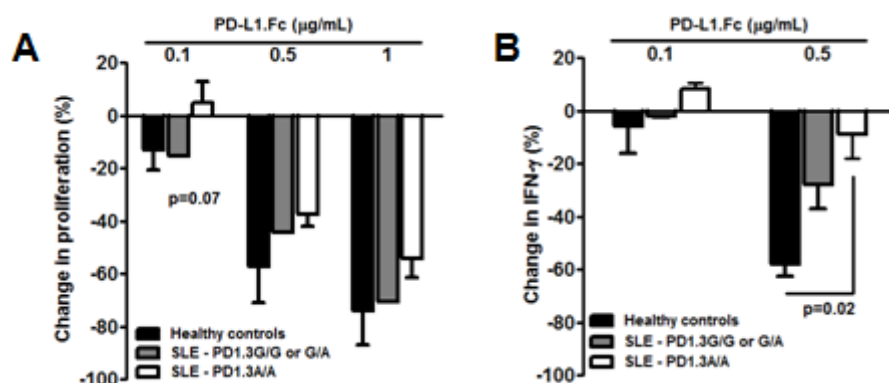 A
PD-L1.Fc (µg/mL)
0.1 0.5 1
Change in proliferation (%)
20
0
-20
-40
-60
-80
-100
p=0.07
Healthy controls
SLE - PD1.3G/G or G/A
SLE - PD1.3A/A
B
PD-L1.Fc (µg/mL)
0.1 0.5
Change in IFN-γ (%)
20
0
-20
-40
-60
-80
-100
p=0.02
Healthy controls
SLE - PD1.3G/G or G/A
SLE - PD1.3A/A